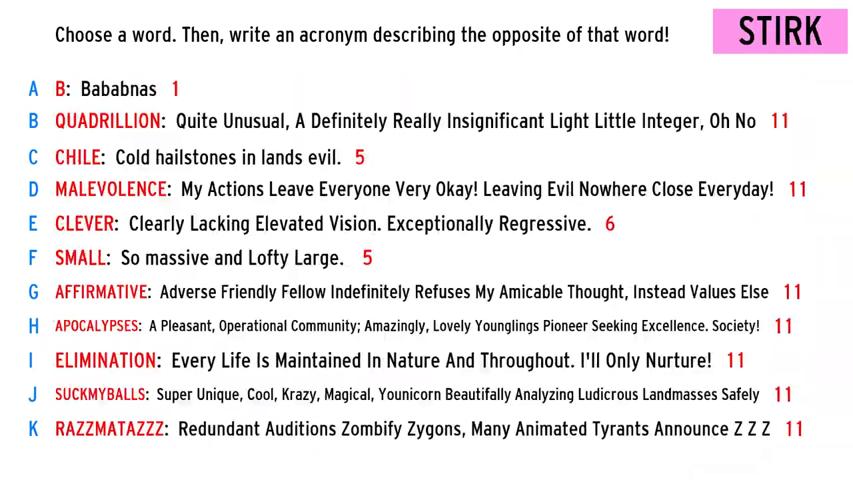 Choose a word. Then, write an acronym describing the opposite of that word!
STIRK
A B: Bababnas 1
B QUADRILLION: Quite Unusual, A Definitely Really Insignificant Light Little Integer, Oh No 11
C CHILE: Cold hailstones in lands evil. 5
D MALEVOLENCE: My Actions Leave Everyone Very Okay! Leaving Evil Nowhere Close Everyday! 11
E CLEVER: Clearly Lacking Elevated Vision. Exceptionally Regressive. 6
F SMALL: So massive and Lofty Large. 5
G AFFIRMATIVE: Adverse Friendly Fellow Indefinitely Refuses My Amicable Thought, Instead Values Else 11
H APOCALYPSES: A Pleasant, Operational Community; Amazingly, Lovely Younglings Pioneer Seeking Excellence. Society! 11
I ELIMINATION: Every Life Is Maintained In Nature And Throughout. I'll Only Nurture! 11
J SUCKMYBALLS: Super Unique, Cool, Krazy, Magical, Younicorn Beautifally Analyzing Ludicrous Landmasses Safely 11
K RAZZMATAZZZ: Redundant Auditions Zombify Zygons, Many Animated Tyrants Announce Z Z Z 11